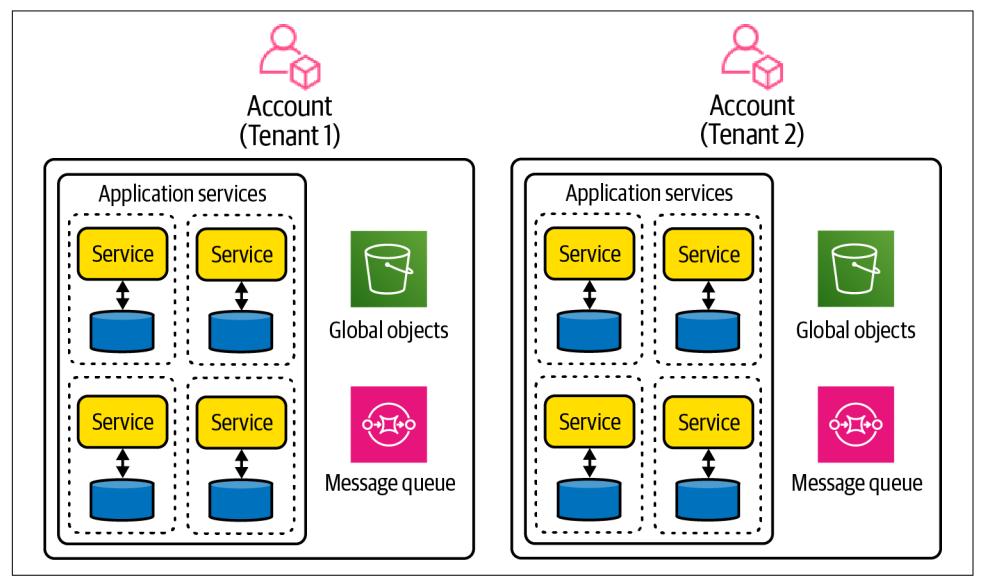 Account
(Tenant 1)
Application services
Service
Service
Global objects
Service
Service
Message queue
Account
(Tenant 2)
Application services
Service
Service
Global objects
Service
Service
Message queue